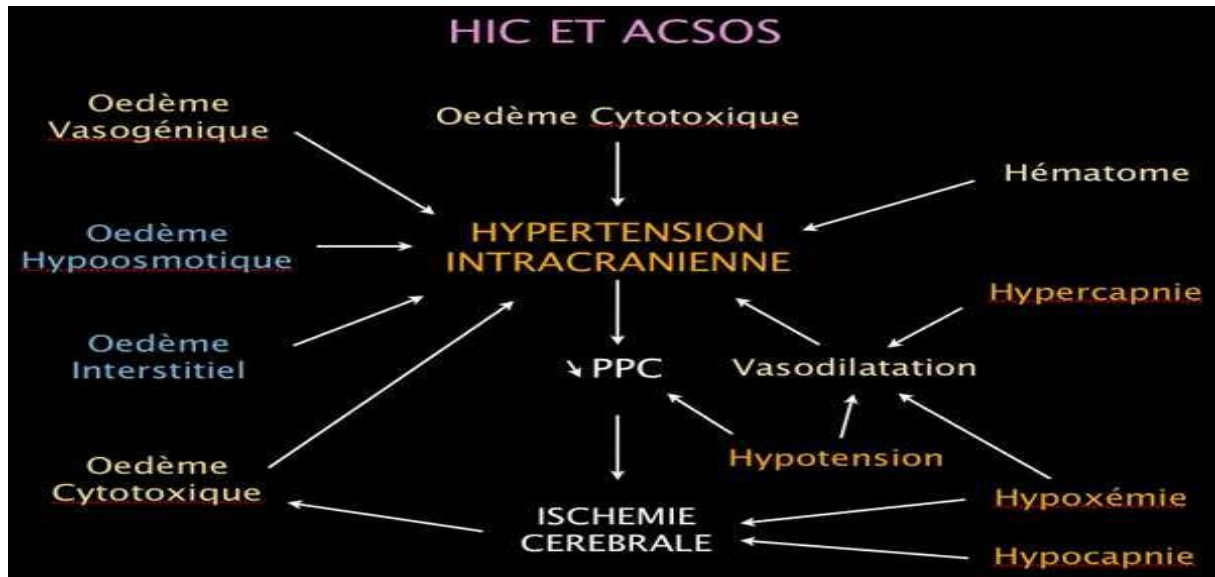 HIC ET ACSOS
Oedème
Vasogénique
Oedème Cytotoxique
Hématome
Oedème
Hypoosmotique
HYPERTENSION
INTRACRANIENNE
Hypercapnie
Oedème
Interstitiel
↘ PPC
Vasodilatation
Hypotension
Oedème
Cytotoxique
Hypoxémie
ISCHEMIE
CEREBRALE
Hypocapnie